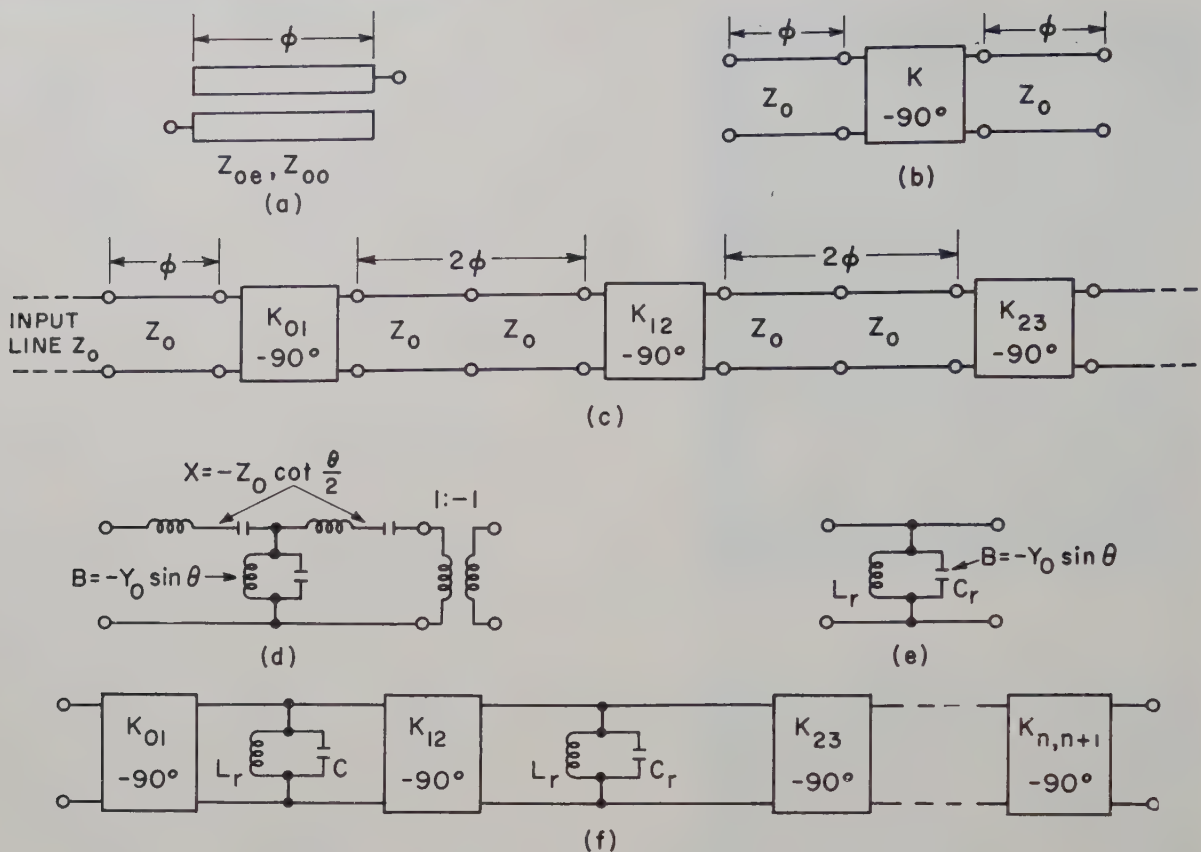 ϕ
Z₀ₑ, Z₀₀
(a)
ϕ ϕ
Z₀ K -90° Z₀
(b)
ϕ 2ϕ 2ϕ
INPUT LINE Z₀
Z₀ K₀₁ -90° Z₀ Z₀ K₁₂ -90° Z₀ Z₀ K₂₃ -90°
(c)
X=-Z₀ cot θ/2
1:-1
B=-Y₀ sin θ
(d)
B=-Y₀ sin θ
Lᵣ Cᵣ
(e)
K₀₁ -90° Lᵣ C K₁₂ -90° Lᵣ Cᵣ K₂₃ -90° Kₙ,ₙ₊₁ -90°
(f)